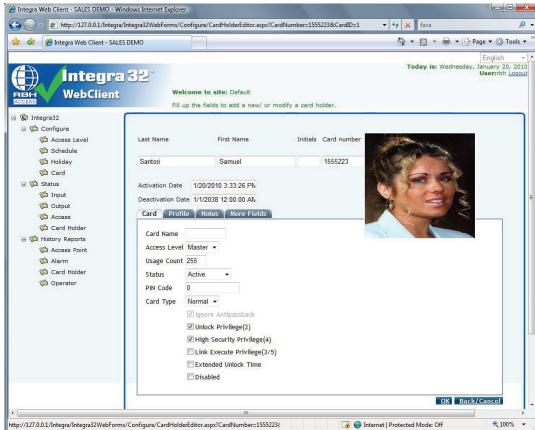 Integra Web Client - SALES DEMO - Windows Internet Explorer
http://127.0.0.1/Integra/Integra32WebForms/Configure/CardHolderEditor.aspx?CardNumber=1555223&CardID=1
Integra Web Client - SALES DEMO
Page Tools
English
Today is: Wednesday, January 20, 2010
User:rbh Logout
RBH
ACCESS
Integra 32
WebClient
Welcome to site: Default
Fill up the fields to add a new/ or modify a card holder.
Integra32
Configure
Access Level
Schedule
Holiday
Card
Status
Input
Output
Access
Card Holder
History Reports
Access Point
Alarm
Card Holder
Operator
Last Name First Name Initials Card number
Santori Samuel 1555223
Activation Date 1/20/2010 3:33:26 PM
Deactivation Date 1/1/2038 12:00:00 AM
Card Profile Notes More Fields
Card Name
Access Level Master
Usage Count 255
Status Active
PIN Code 0
Card Type Normal
Ignore Antipassback
Unlock Privilege(2)
High Security Privilege(4)
Link Execute Privilege(3/5)
Extended Unlock Time
Disabled
OK Back/Cancel
http://127.0.0.1/Integra/Integra32WebForms/Configure/CardHolderEditor.aspx?CardNumber=1555223&
Internet | Protected Mode: Off 100%